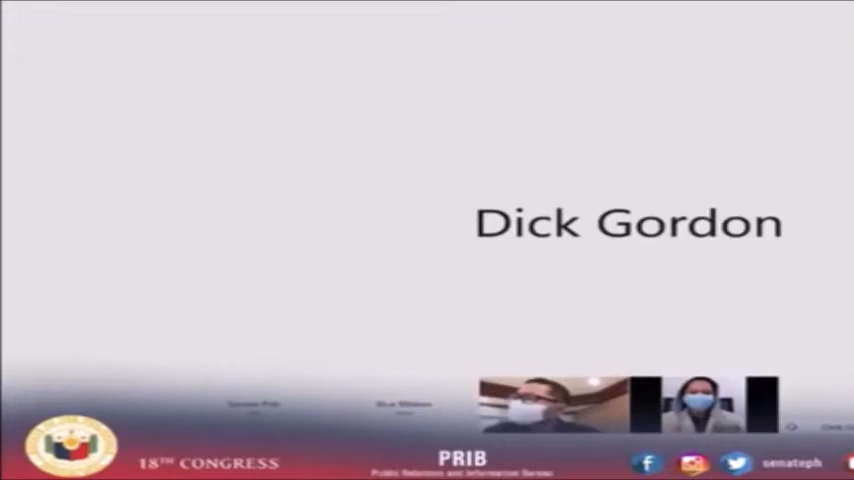 Dick Gordon
18TH CONGRESS
PRIB
Public Relations and Information Bureau
senateph